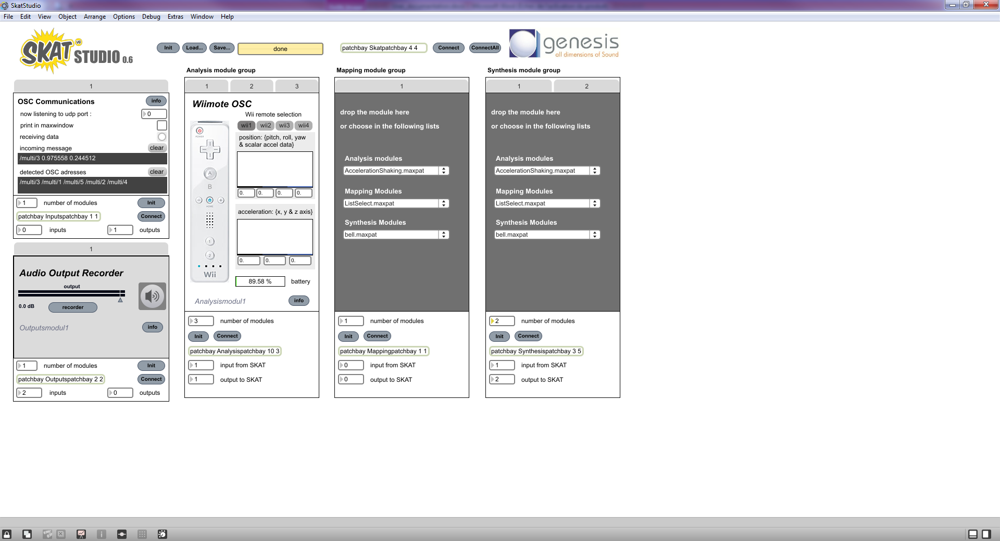 SkatStudio
File Edit View Object Arrange Options Debug Extras Window Help
SKAT VG STUDIO 0.6
Init Load... Save... done
patchbay Skatpatchbay 4 4 Connect ConnectAll
genesis
all dimensions of Sound
1
OSC Communications info
now listening to udp port : 0
print in maxwindow
receiving data
incoming message clear
/multi/3 0.975558 0.244512
detected OSC adresses clear
/multi/3 /multi/1 /multi/5 /multi/2 /multi/4
1 number of modules Init
patchbay Inputspatchbay 1 1 Connect
0 inputs 1 outputs
1
Audio Output Recorder
output
0.0 dB recorder
Outputsmodul1 info
1 number of modules Init
patchbay Outputspatchbay 2 2 Connect
2 inputs 0 outputs
Analysis module group
1 2 3
Wiimote OSC
Wii remote selection
wii1 wii2 wii3 wii4
position: {pitch, roll, yaw
& scalar accel data}
0. 0. 0. 0.
acceleration: {x, y & z axis}
0. 0. 0.
POWER
A
B
HOME
1
2
Wii
89.58 % battery
Analysismodul1 info
3 number of modules
Init Connect
patchbay Analysispatchbay 10 3
1 input from SKAT
1 output to SKAT
Mapping module group
1
drop the module here
or choose in the following lists
Analysis modules
AccelerationShaking.maxpat
Mapping Modules
ListSelect.maxpat
Synthesis Modules
bell.maxpat
1 number of modules
Init Connect
patchbay Mappingpatchbay 1 1
0 input from SKAT
0 output to SKAT
Synthesis module group
1 2
drop the module here
or choose in the following lists
Analysis modules
AccelerationShaking.maxpat
Mapping Modules
ListSelect.maxpat
Synthesis Modules
bell.maxpat
2 number of modules
Init Connect
patchbay Synthesispatchbay 3 5
1 input from SKAT
2 output to SKAT